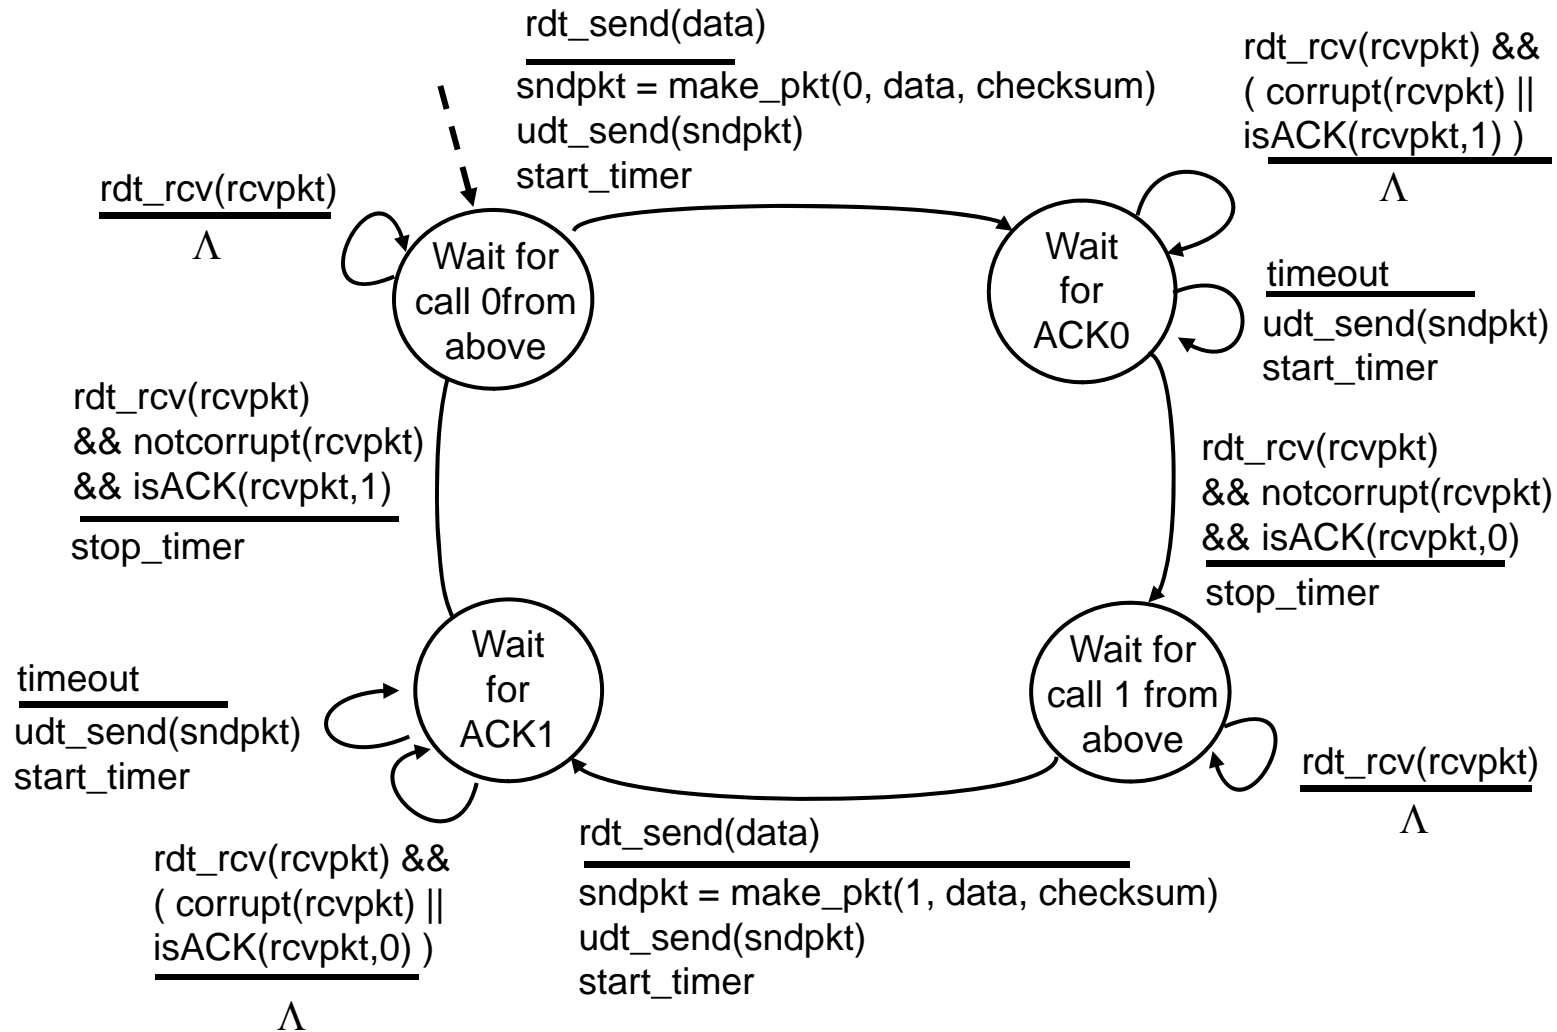 rdt_send(data)
sndpkt = make_pkt(0, data, checksum)
udt_send(sndpkt)
start_timer
rdt_rcv(rcvpkt) &&
( corrupt(rcvpkt) ||
isACK(rcvpkt,1) )
Λ
rdt_rcv(rcvpkt)
Λ
Wait for
call 0from
above
Wait
for
ACK0
timeout
udt_send(sndpkt)
start_timer
rdt_rcv(rcvpkt)
&& notcorrupt(rcvpkt)
&& isACK(rcvpkt,1)
stop_timer
rdt_rcv(rcvpkt)
&& notcorrupt(rcvpkt)
&& isACK(rcvpkt,0)
stop_timer
Wait
for
ACK1
Wait for
call 1 from
above
timeout
udt_send(sndpkt)
start_timer
rdt_rcv(rcvpkt)
Λ
rdt_rcv(rcvpkt) &&
( corrupt(rcvpkt) ||
isACK(rcvpkt,0) )
Λ
rdt_send(data)
sndpkt = make_pkt(1, data, checksum)
udt_send(sndpkt)
start_timer